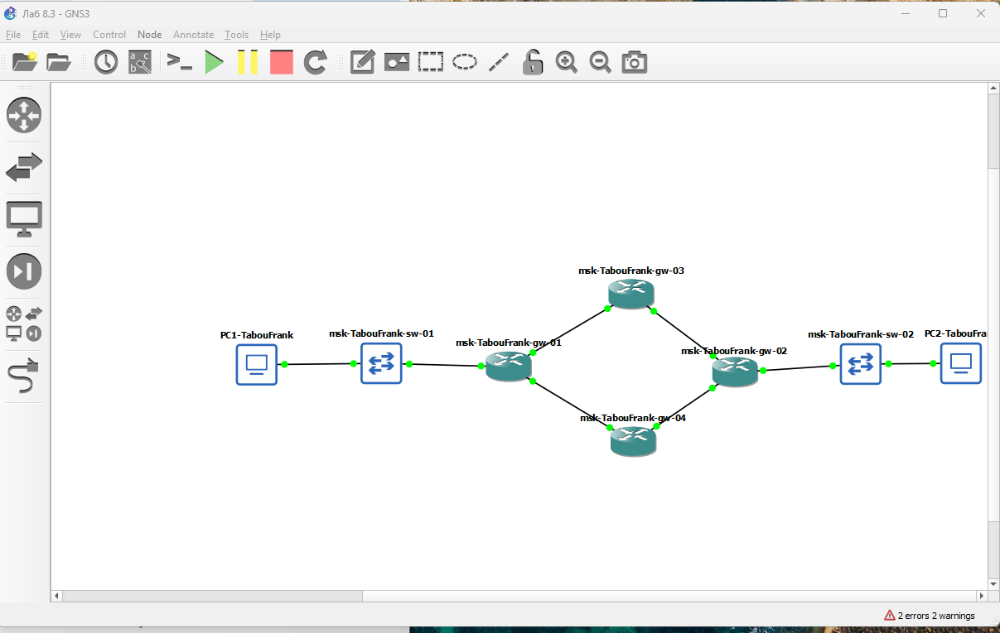 Лаб 8.3 - GNS3
File Edit View Control Node Annotate Tools Help
a c
b
msk-TabouFrank-gw-03
PC1-TabouFrank
msk-TabouFrank-sw-01
msk-TabouFrank-gw-01
msk-TabouFrank-gw-02
msk-TabouFrank-sw-02
PC2-TabouFra
msk-TabouFrank-gw-04
2 errors 2 warnings